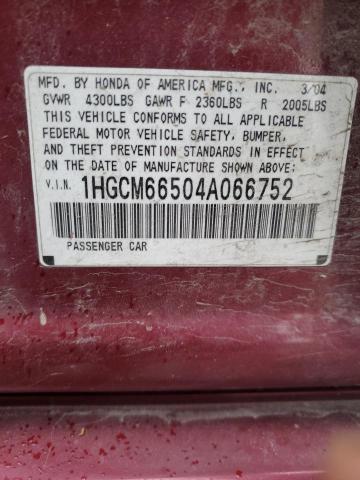 MFD. BY HONDA OF AMERICA MFG., INC. 3/04
GVWR 4300LBS GAWR F 2360LBS R 2005LBS
THIS VEHICLE CONFORMS TO ALL APPLICABLE
FEDERAL MOTOR VEHICLE SAFETY, BUMPER,
AND THEFT PREVENTION STANDARDS IN EFFECT
ON THE DATE OF MANUFACTURE SHOWN ABOVE:
V.I.N. 1HGCM66504A066752
PASSENGER CAR